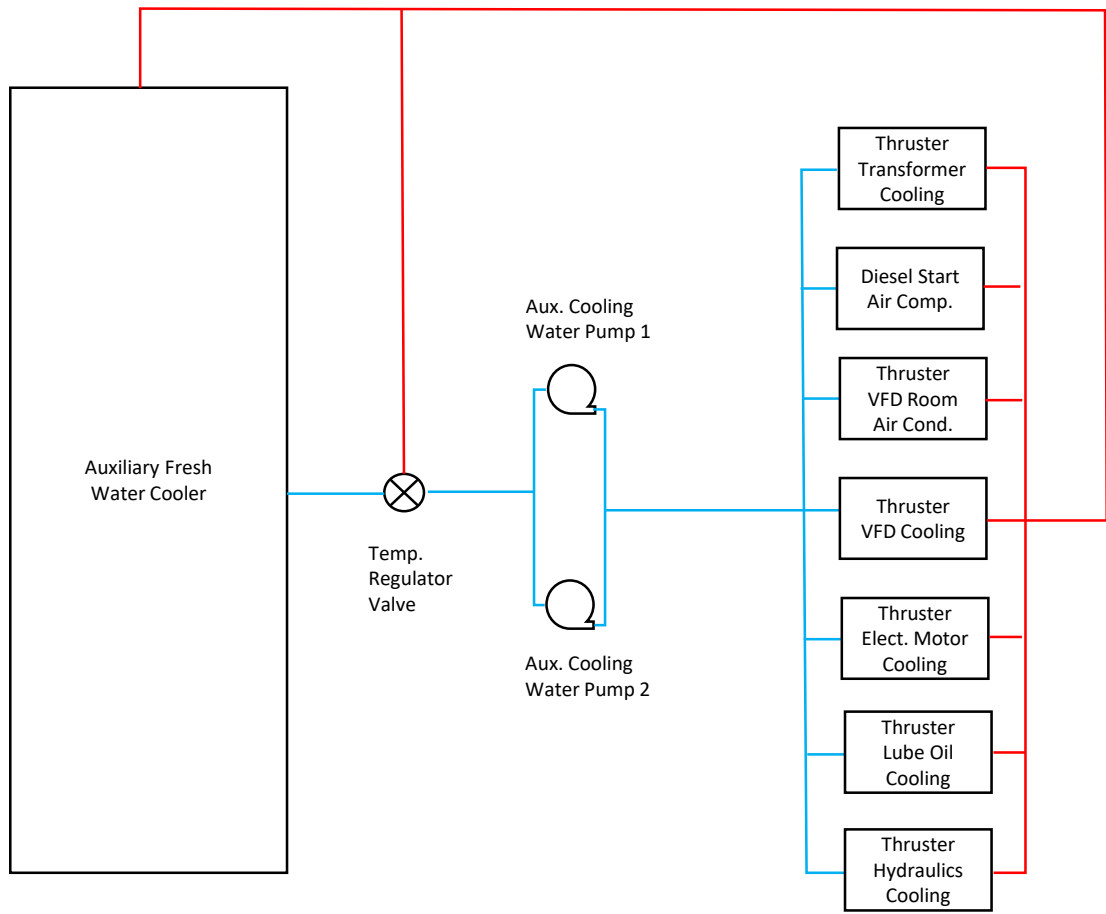 Auxiliary Fresh
Water Cooler
Temp.
Regulator
Valve
Aux. Cooling
Water Pump 1
Aux. Cooling
Water Pump 2
Thruster
Transformer
Cooling
Diesel Start
Air Comp.
Thruster
VFD Room
Air Cond.
Thruster
VFD Cooling
Thruster
Elect. Motor
Cooling
Thruster
Lube Oil
Cooling
Thruster
Hydraulics
Cooling